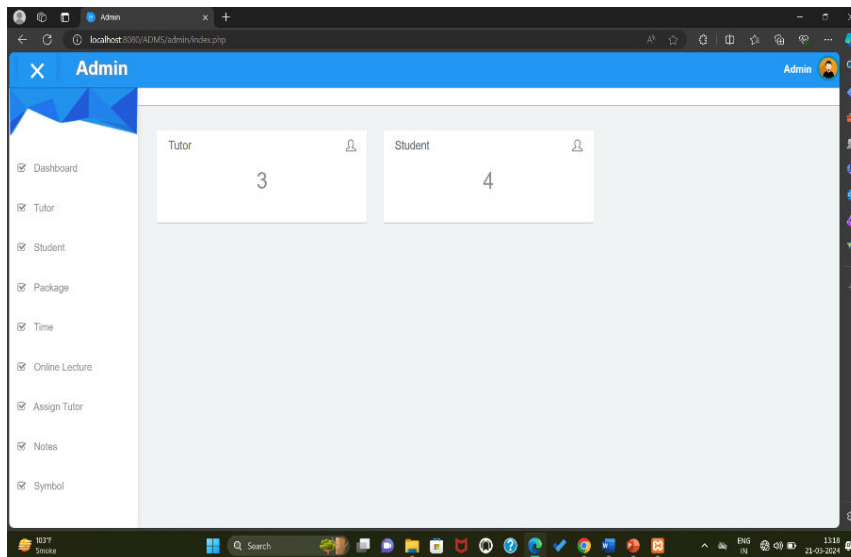 Admin
localhost:8080/ADMS/admin/index.php
Admin
Admin
Tutor
3
Student
4
Dashboard
Tutor
Student
Package
Time
Online Lecture
Assign Tutor
Notes
Symbol
103°F
Smoke
Search
ENG
IN
13:18
21-03-2024